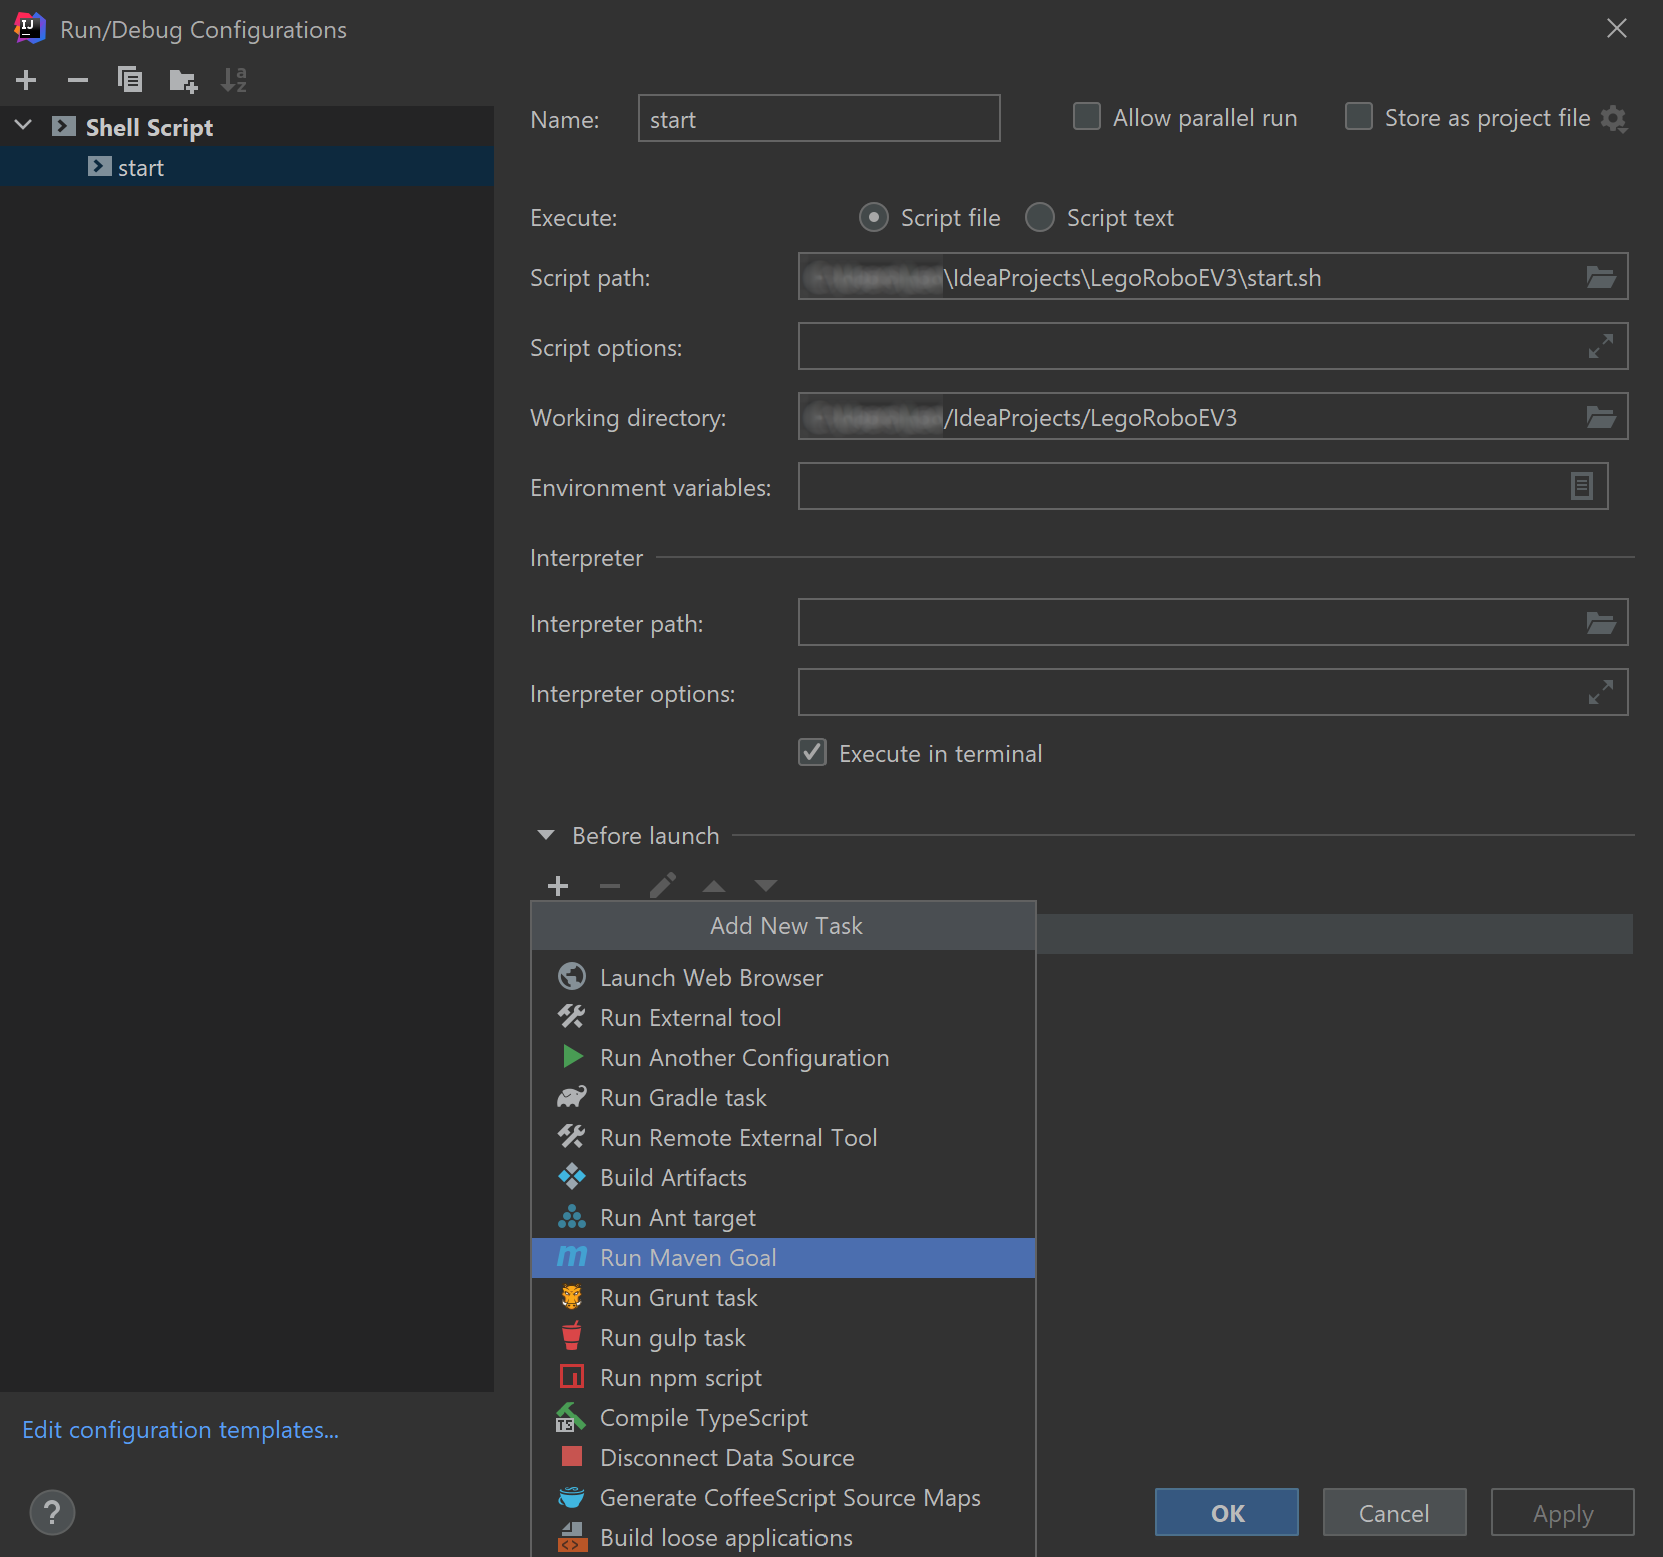 Run/Debug Configurations
Shell Script
start
Name: start Allow parallel run Store as project file
Execute: Script file Script text
Script path: \IdeaProjects\LegoRoboEV3\start.sh
Script options:
Working directory: /IdeaProjects/LegoRoboEV3
Environment variables:
Interpreter
Interpreter path:
Interpreter options:
Execute in terminal
Before launch
Add New Task
Launch Web Browser
Run External tool
Run Another Configuration
Run Gradle task
Run Remote External Tool
Build Artifacts
Run Ant target
Run Maven Goal
Run Grunt task
Run gulp task
Run npm script
Compile TypeScript
Disconnect Data Source
Generate CoffeeScript Source Maps
Build loose applications
Edit configuration templates...
OK Cancel Apply